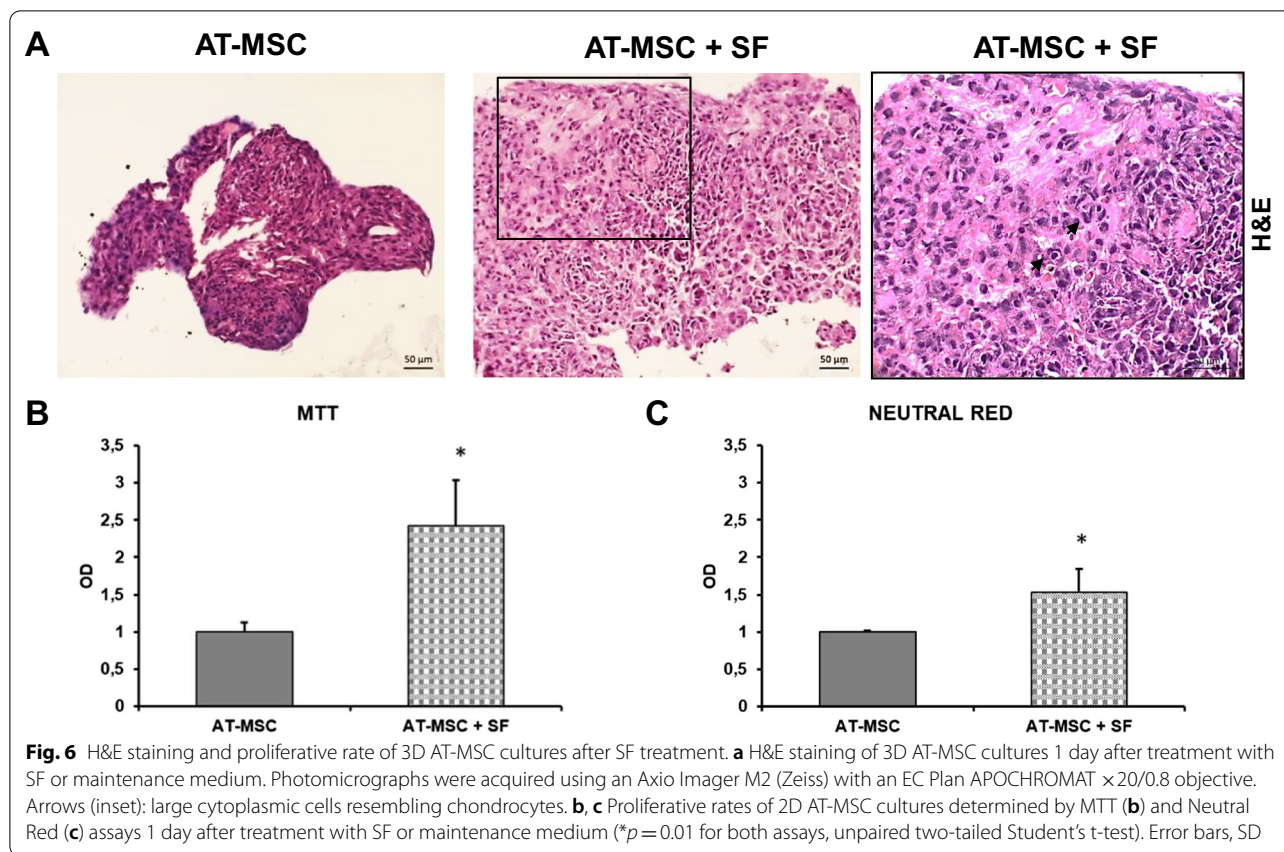 A
AT-MSC
AT-MSC + SF
AT-MSC + SF
50 µm
50 µm
50 µm
H&E
B
MTT
3,5
3
2,5
2
1,5
1
0,5
0
OD
*
AT-MSC
AT-MSC + SF
C
NEUTRAL RED
3,5
3
2,5
2
1,5
1
0,5
0
OD
*
AT-MSC
AT-MSC + SF
Fig. 6 H&E staining and proliferative rate of 3D AT-MSC cultures after SF treatment. a H&E staining of 3D AT-MSC cultures 1 day after treatment with
SF or maintenance medium. Photomicrographs were acquired using an Axio Imager M2 (Zeiss) with an EC Plan APOCHROMAT ×20/0.8 objective.
Arrows (inset): large cytoplasmic cells resembling chondrocytes. b, c Proliferative rates of 2D AT-MSC cultures determined by MTT (b) and Neutral
Red (c) assays 1 day after treatment with SF or maintenance medium (*p = 0.01 for both assays, unpaired two-tailed Student's t-test). Error bars, SD